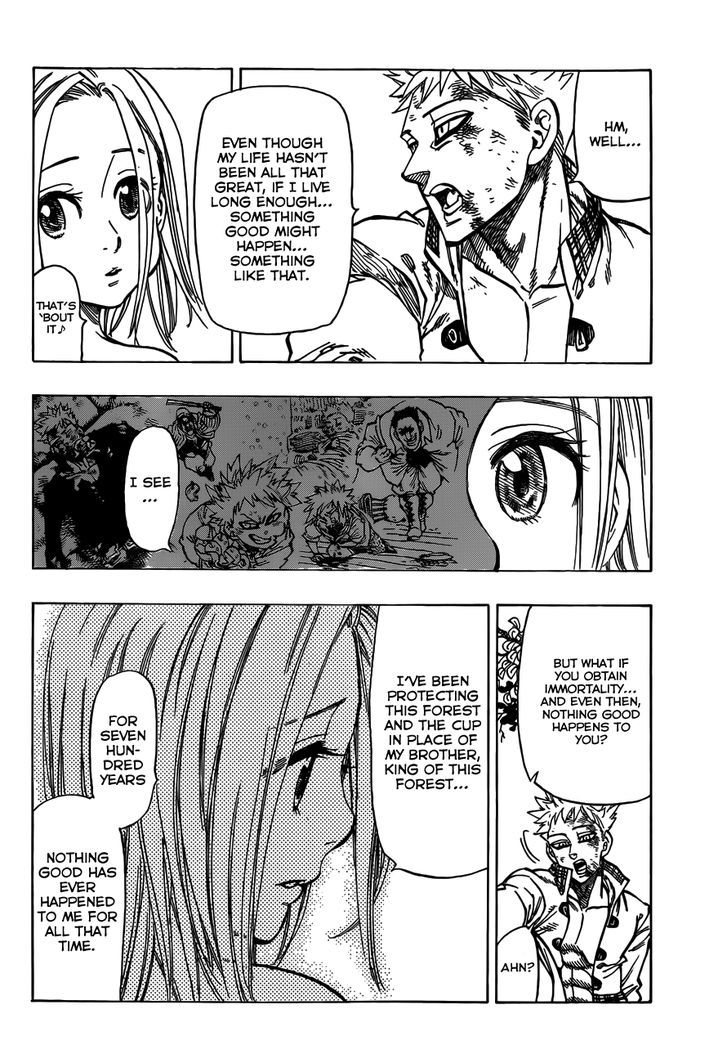 HM,
WELL...
EVEN THOUGH
MY LIFE HASN'T
BEEN ALL THAT
GREAT, IF I LIVE
LONG ENOUGH...
SOMETHING
GOOD MIGHT
HAPPEN...
SOMETHING
LIKE THAT.
THAT'S
'BOUT
IT♪
I SEE
...
BUT WHAT IF
YOU OBTAIN
IMMORTALITY...
AND EVEN THEN,
NOTHING GOOD
HAPPENS TO
YOU?
AHN?
I'VE BEEN
PROTECTING
THIS FOREST
AND THE CUP
IN PLACE OF
MY BROTHER,
KING OF THIS
FOREST...
FOR
SEVEN
HUN-
DRED
YEARS
NOTHING
GOOD HAS
EVER
HAPPENED
TO ME FOR
ALL THAT
TIME.